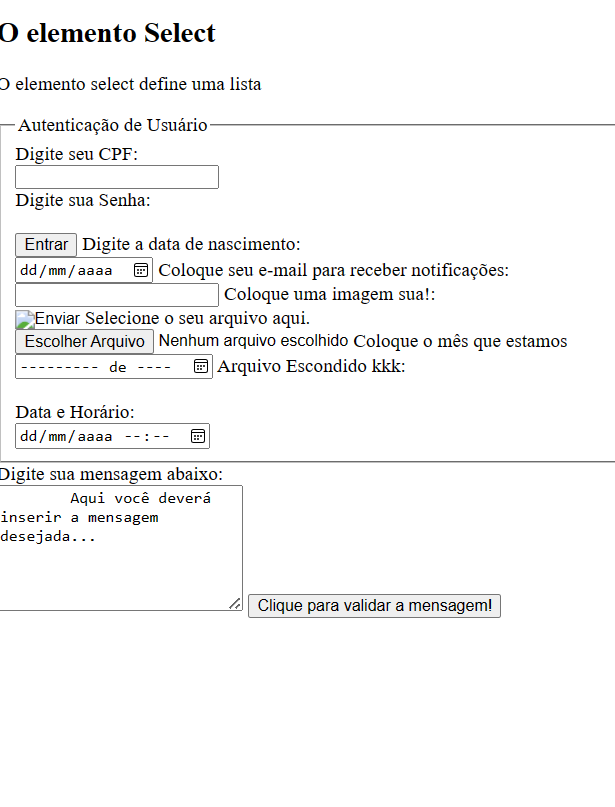 O elemento Select
O elemento select define uma lista
Autenticação de Usuário
Digite seu CPF:
Digite sua Senha:
Entrar Digite a data de nascimento:
dd/mm/aaaa Coloque seu e-mail para receber notificações:
Coloque uma imagem sua!:
Enviar Selecione o seu arquivo aqui.
Escolher Arquivo Nenhum arquivo escolhido Coloque o mês que estamos
--------- de ---- Arquivo Escondido kkk:
Data e Horário:
dd/mm/aaaa --:--
Digite sua mensagem abaixo:
Aqui você deverá
inserir a mensagem
desejada...
Clique para validar a mensagem!